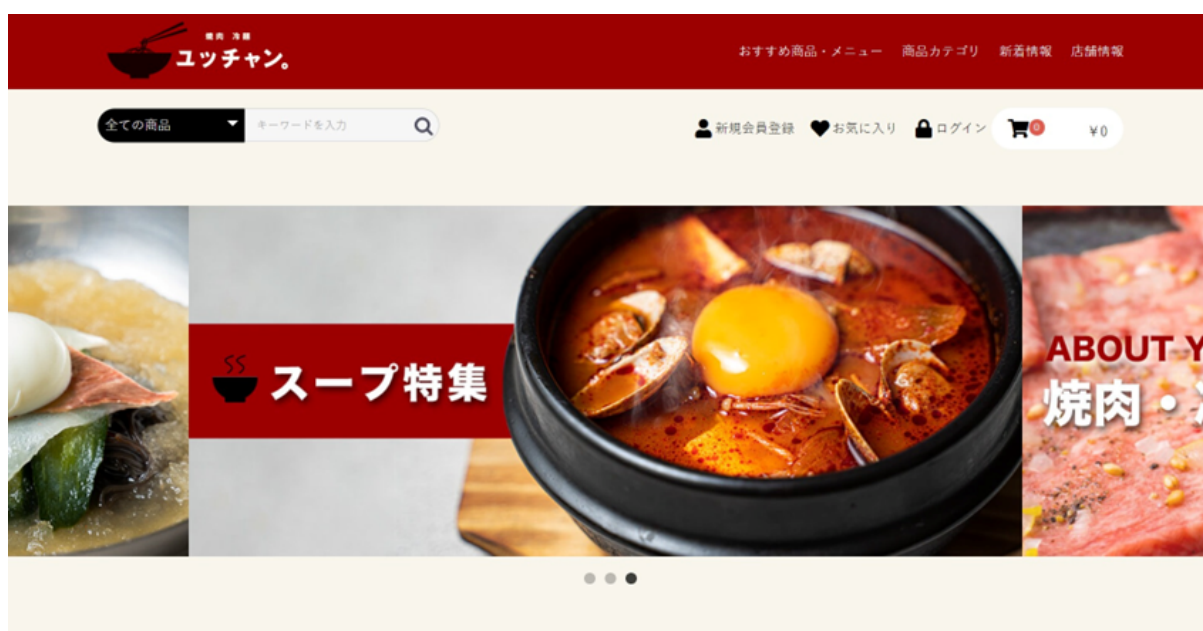 焼肉 冷麺
ユッチャン。
おすすめ商品・メニュー 商品カテゴリ 新着情報 店舗情報
全ての商品 キーワードを入力
新規会員登録 お気に入り ログイン 0 ¥0
スープ特集
ABOUT Y
焼肉・